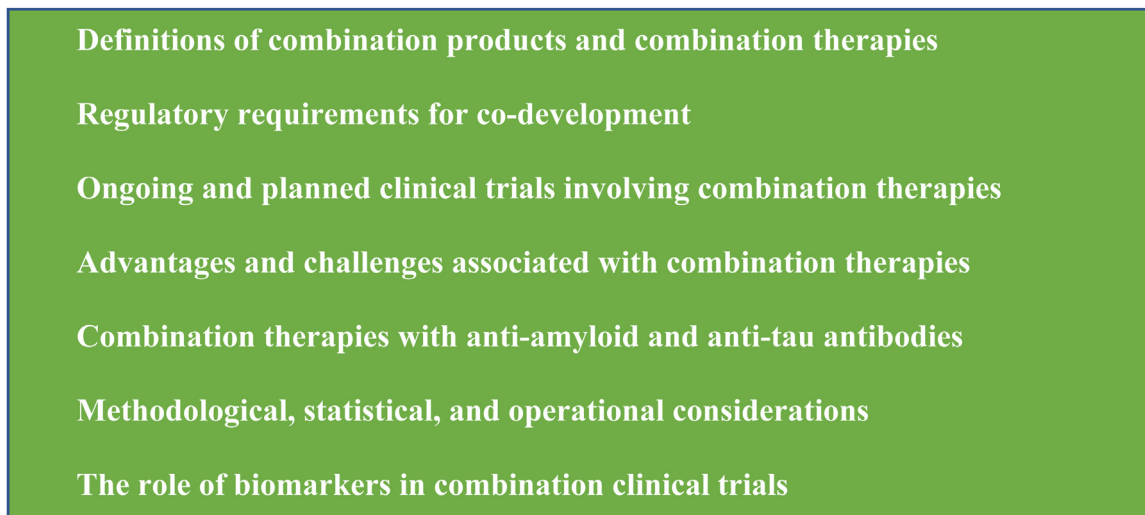 Definitions of combination products and combination therapies
Regulatory requirements for co-development
Ongoing and planned clinical trials involving combination therapies
Advantages and challenges associated with combination therapies
Combination therapies with anti-amyloid and anti-tau antibodies
Methodological, statistical, and operational considerations
The role of biomarkers in combination clinical trials